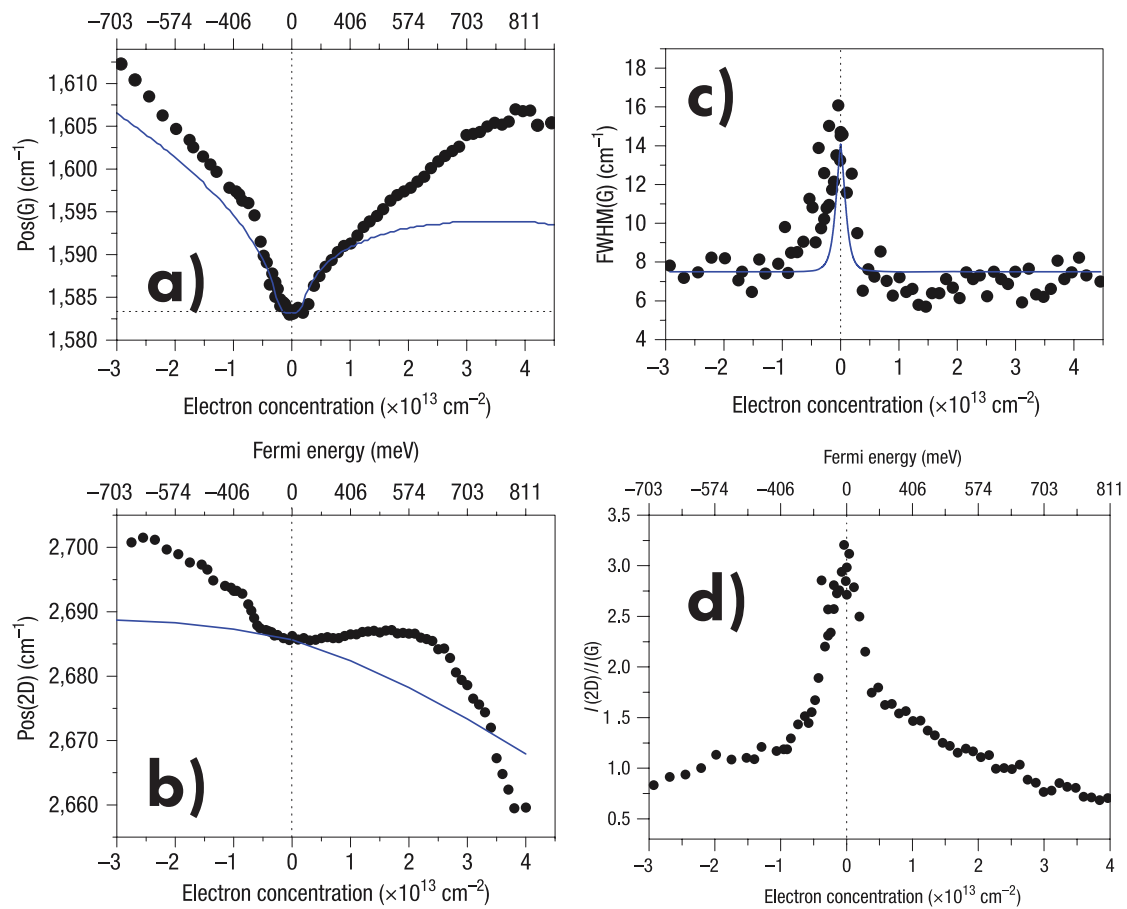 −703 −574 −406 0 406 574 703 811
1,610
1,605
1,600
1,595
1,590
1,585
1,580
Pos(G) (cm−1)
a)
−3 −2 −1 0 1 2 3 4
Electron concentration (×10¹³ cm⁻²)
18
16
14
12
10
8
6
4
FWHM(G) (cm⁻¹)
c)
−3 −2 −1 0 1 2 3 4
Electron concentration (×10¹³ cm⁻²)
Fermi energy (meV)
−703 −574 −406 0 406 574 703 811
2,700
2,690
2,680
2,670
2,660
Pos(2D) (cm⁻¹)
b)
−3 −2 −1 0 1 2 3 4
Electron concentration (×10¹³ cm⁻²)
Fermi energy (meV)
−703 −574 −406 0 406 574 703 811
3.5
3.0
2.5
2.0
1.5
1.0
0.5
0
I(2D)/I(G)
d)
−3 −2 −1 0 1 2 3 4
Electron concentration (×10¹³ cm⁻²)